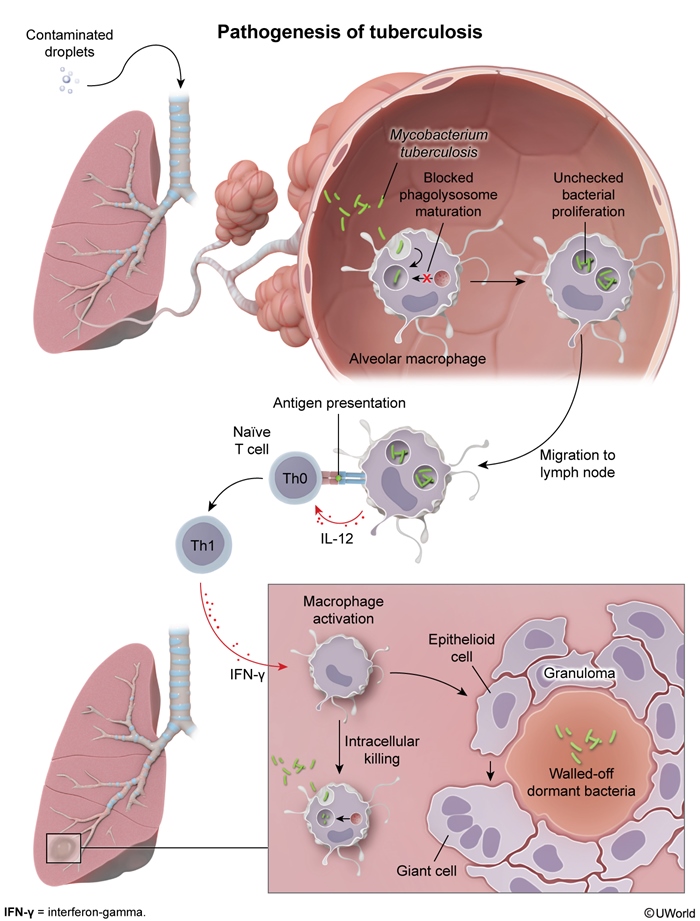 Pathogenesis of tuberculosis
Contaminated
droplets
Mycobacterium
tuberculosis
Blocked
phagolysosome
maturation
Unchecked
bacterial
proliferation
Alveolar macrophage
Antigen presentation
Naïve
T cell
Migration to
lymph node
Th0
IL-12
Th1
Macrophage
activation
Epithelioid
cell
IFN-γ
Granuloma
Intracellular
killing
Walled-off
dormant bacteria
Giant cell
IFN-γ = interferon-gamma.
©UWorld